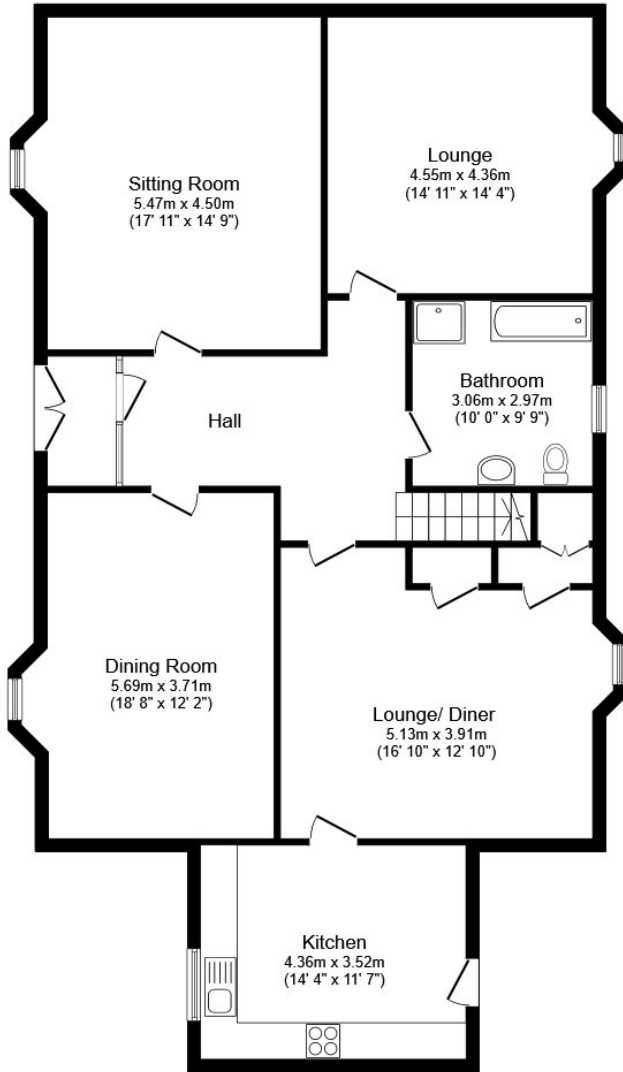 Sitting Room
5.47m x 4.50m
(17' 11" x 14' 9")
Lounge
4.55m x 4.36m
(14' 11" x 14' 4")
Bathroom
3.06m x 2.97m
(10' 0" x 9' 9")
Hall
Dining Room
5.69m x 3.71m
(18' 8" x 12' 2")
Lounge/ Diner
5.13m x 3.91m
(16' 10" x 12' 10")
Kitchen
4.36m x 3.52m
(14' 4" x 11' 7")